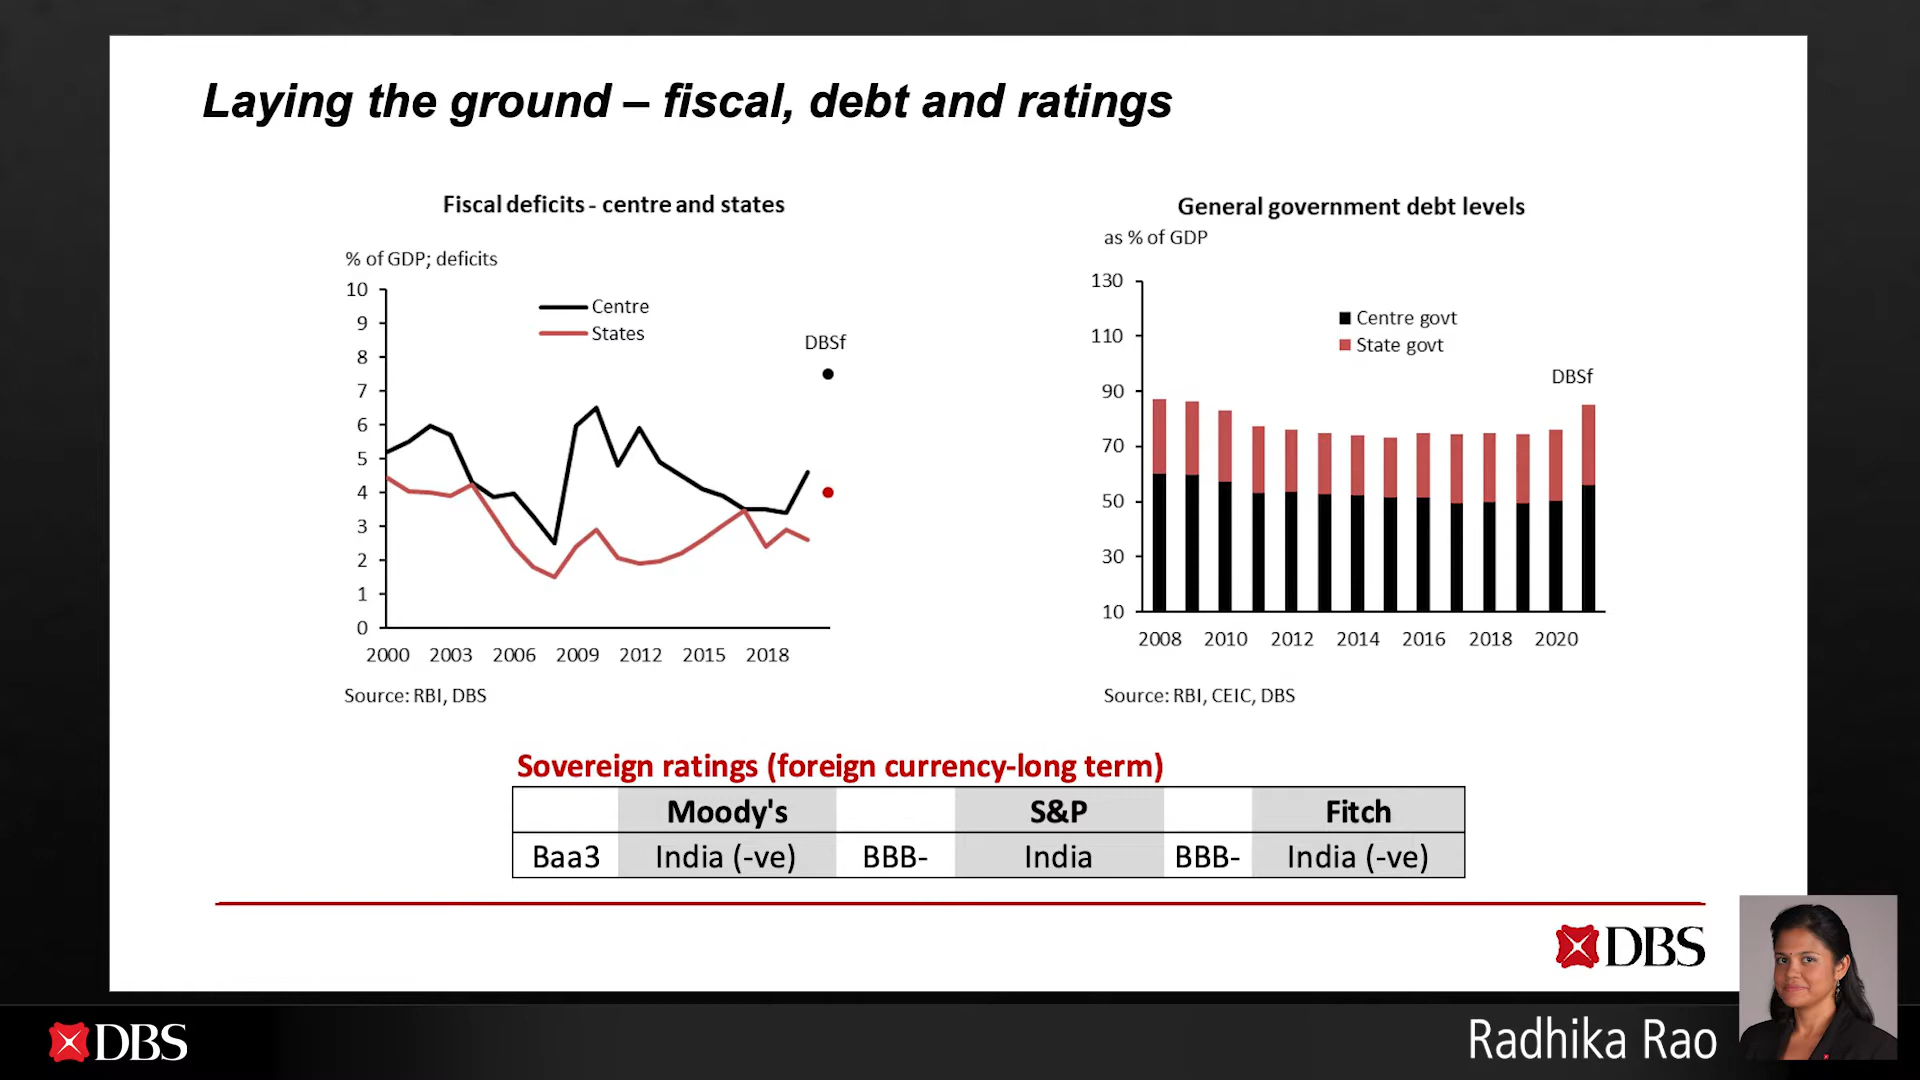 Laying the ground – fiscal, debt and ratings
Fiscal deficits - centre and states
% of GDP; deficits
10
9
8
7
6
5
4
3
2
1
0
Centre
States
DBSf
2000 2003 2006 2009 2012 2015 2018
Source: RBI, DBS
General government debt levels
as % of GDP
130
110
90
70
50
30
10
Centre govt
State govt
DBSf
2008 2010 2012 2014 2016 2018 2020
Source: RBI, CEIC, DBS
Sovereign ratings (foreign currency-long term)
Moody's S&P Fitch
Baa3 India (-ve) BBB- India BBB- India (-ve)
DBS
DBS
Radhika Rao